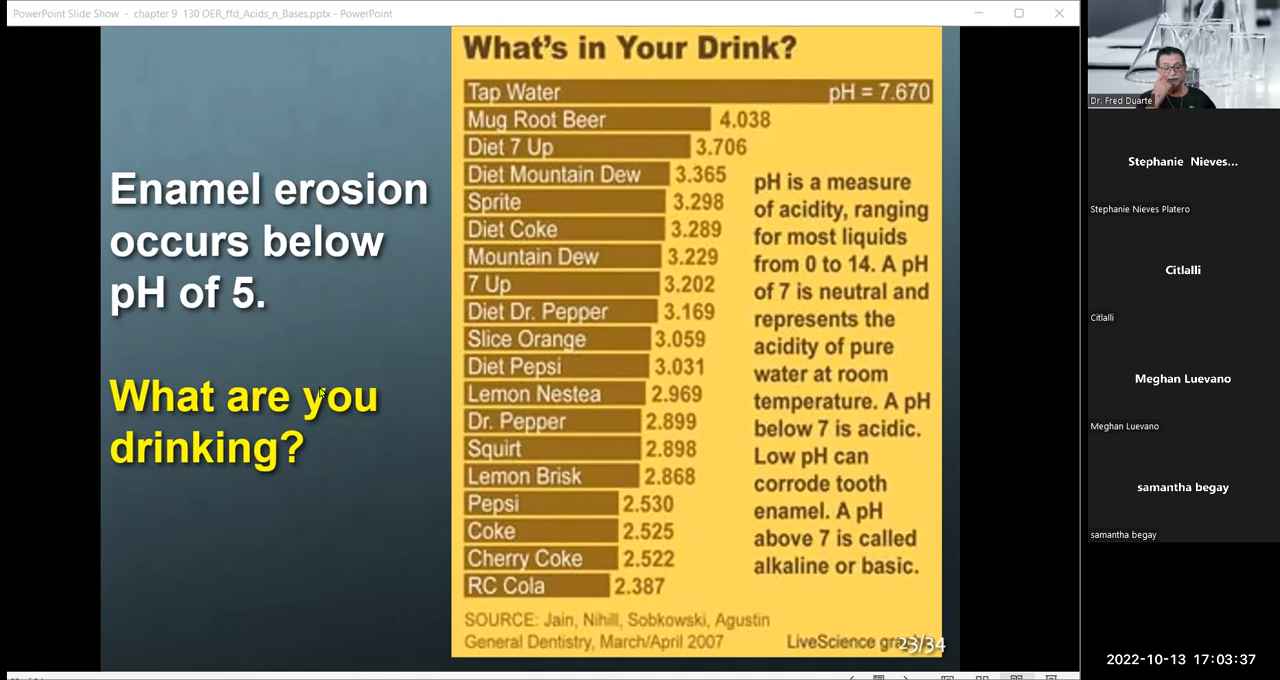 PowerPoint Slide Show - chapter 9 130 OER_ffd_Acids_n_Bases.pptx - PowerPoint
Enamel erosion
occurs below
pH of 5.
What are you
drinking?
What's in Your Drink?
Tap Water pH = 7.670
Mug Root Beer 4.038
Diet 7 Up 3.706
Diet Mountain Dew 3.365
Sprite 3.298
Diet Coke 3.289
Mountain Dew 3.229
7 Up 3.202
Diet Dr. Pepper 3.169
Slice Orange 3.059
Diet Pepsi 3.031
Lemon Nestea 2.969
Dr. Pepper 2.899
Squirt 2.898
Lemon Brisk 2.868
Pepsi 2.530
Coke 2.525
Cherry Coke 2.522
RC Cola 2.387
pH is a measure
of acidity, ranging
for most liquids
from 0 to 14. A pH
of 7 is neutral and
represents the
acidity of pure
water at room
temperature. A pH
below 7 is acidic.
Low pH can
corrode tooth
enamel. A pH
above 7 is called
alkaline or basic.
SOURCE: Jain, Nihill, Sobkowski, Agustin
General Dentistry, March/April 2007
LiveScience
23/34
Dr. Fred Duarte
Stephanie Nieves...
Stephanie Nieves Platero
Citlalli
Citlalli
Meghan Luevano
Meghan Luevano
samantha begay
samantha begay
2022-10-13 17:03:37